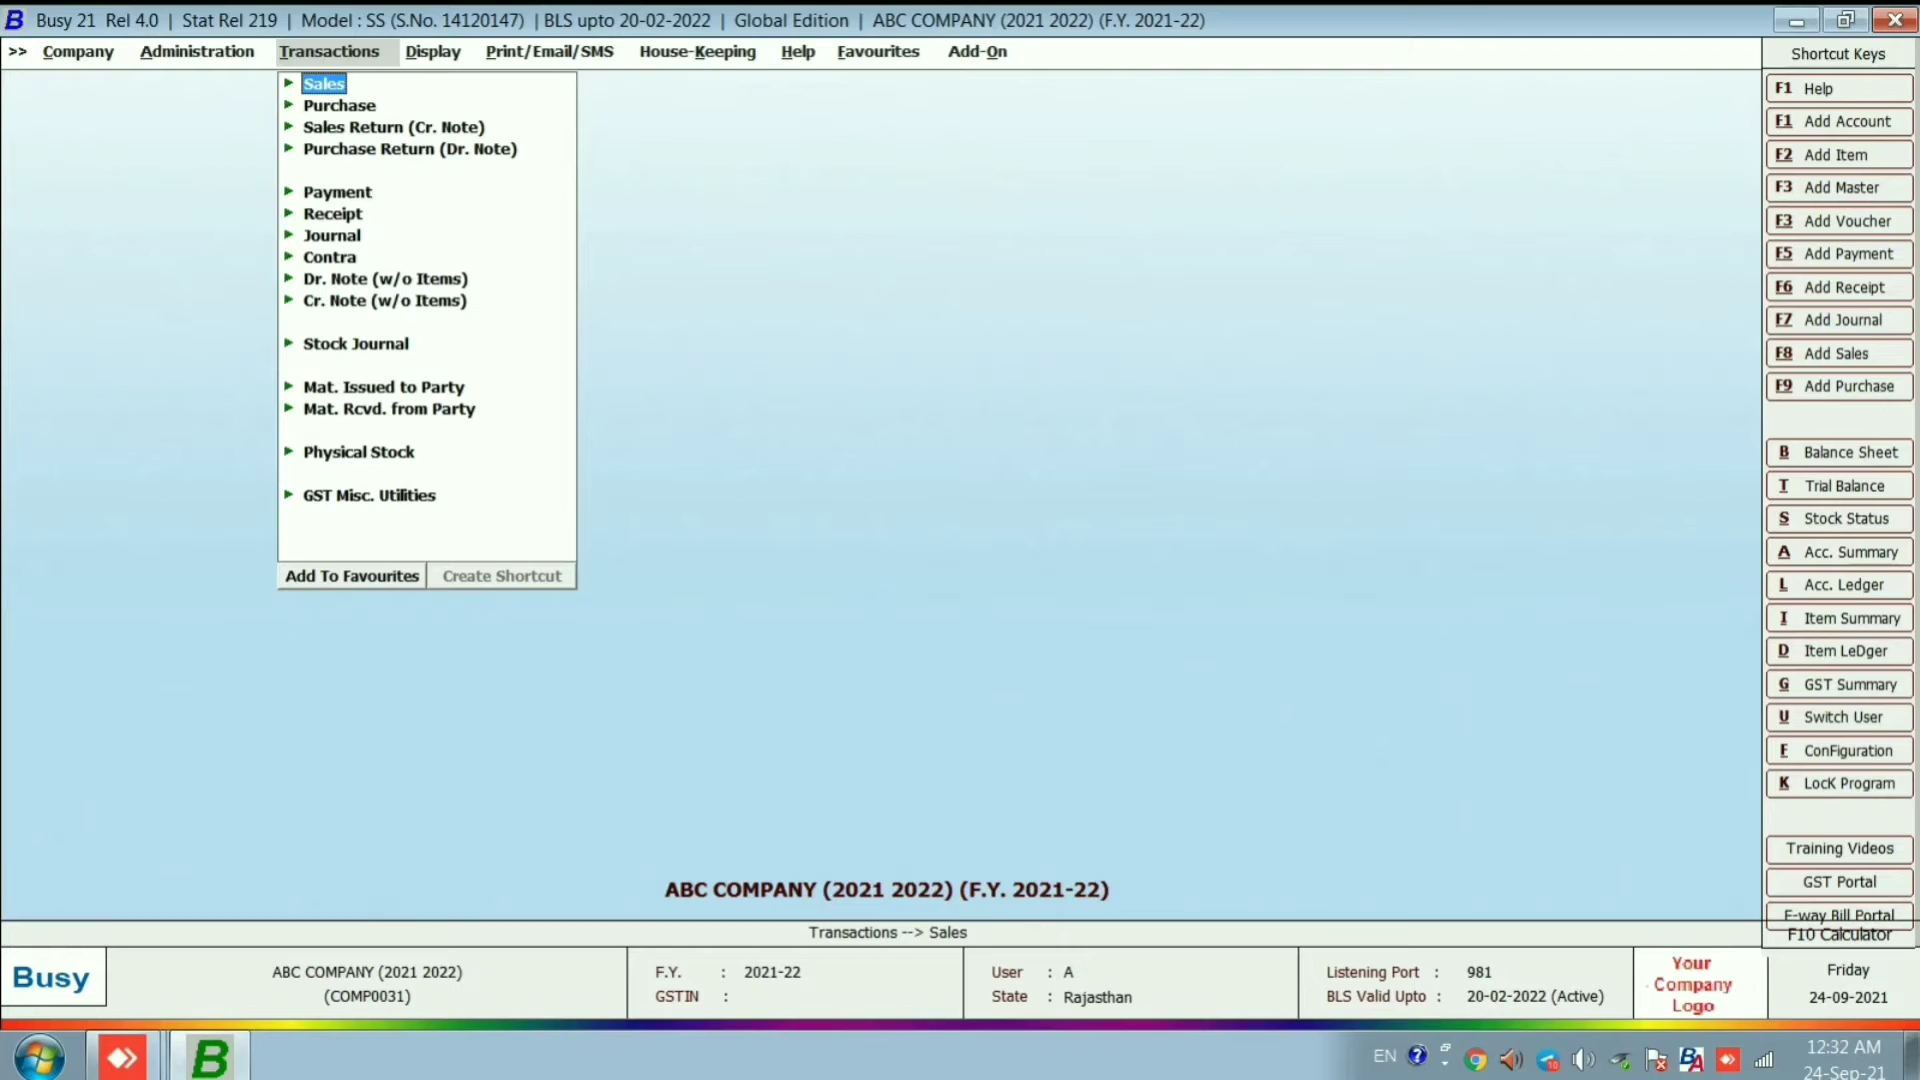 Busy 21 Rel 4.0 | Stat Rel 219 | Model : SS (S.No. 14120147) | BLS upto 20-02-2022 | Global Edition | ABC COMPANY (2021 2022) (F.Y. 2021-22)
>> Company Administration Transactions Display Print/Email/SMS House-Keeping Help Favourites Add-On
Sales
Purchase
Sales Return (Cr. Note)
Purchase Return (Dr. Note)
Payment
Receipt
Journal
Contra
Dr. Note (w/o Items)
Cr. Note (w/o Items)
Stock Journal
Mat. Issued to Party
Mat. Rcvd. from Party
Physical Stock
GST Misc. Utilities
Add To Favourites Create Shortcut
Shortcut Keys
F1 Help
F1 Add Account
F2 Add Item
F3 Add Master
F3 Add Voucher
F5 Add Payment
F6 Add Receipt
F7 Add Journal
F8 Add Sales
F9 Add Purchase
B Balance Sheet
T Trial Balance
S Stock Status
A Acc. Summary
L Acc. Ledger
I Item Summary
D Item LeDger
G GST Summary
U Switch User
F ConFiguration
K LocK Program
Training Videos
GST Portal
E-way Bill Portal
F10 Calculator
ABC COMPANY (2021 2022) (F.Y. 2021-22)
Transactions --> Sales
Busy
ABC COMPANY (2021 2022)
(COMP0031)
F.Y. : 2021-22
GSTIN :
User : A
State : Rajasthan
Listening Port : 981
BLS Valid Upto : 20-02-2022 (Active)
Your
Company
Logo
Friday
24-09-2021
B
EN
12:32 AM
24-Sep-21